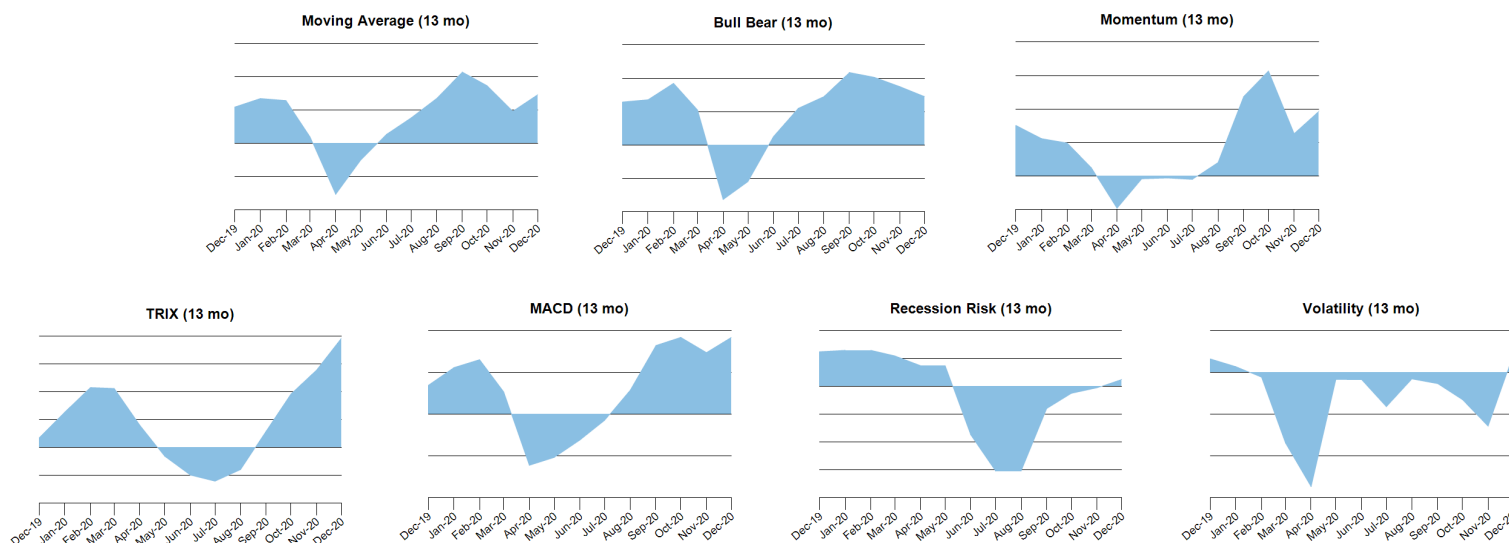 Moving Average (13 mo)
Bull Bear (13 mo)
Momentum (13 mo)
Dec-19 Jan-20 Feb-20 Mar-20 Apr-20 May-20 Jun-20 Jul-20 Aug-20 Sep-20 Oct-20 Nov-20 Dec-20
Dec-19 Jan-20 Feb-20 Mar-20 Apr-20 May-20 Jun-20 Jul-20 Aug-20 Sep-20 Oct-20 Nov-20 Dec-20
Dec-19 Jan-20 Feb-20 Mar-20 Apr-20 May-20 Jun-20 Jul-20 Aug-20 Sep-20 Oct-20 Nov-20 Dec-20
TRIX (13 mo)
MACD (13 mo)
Recession Risk (13 mo)
Volatility (13 mo)
Dec-19 Jan-20 Feb-20 Mar-20 Apr-20 May-20 Jun-20 Jul-20 Aug-20 Sep-20 Oct-20 Nov-20 Dec-20
Dec-19 Jan-20 Feb-20 Mar-20 Apr-20 May-20 Jun-20 Jul-20 Aug-20 Sep-20 Oct-20 Nov-20 Dec-20
Dec-19 Jan-20 Feb-20 Mar-20 Apr-20 May-20 Jun-20 Jul-20 Aug-20 Sep-20 Oct-20 Nov-20 Dec-20
Dec-19 Jan-20 Feb-20 Mar-20 Apr-20 May-20 Jun-20 Jul-20 Aug-20 Sep-20 Oct-20 Nov-20 Dec-20